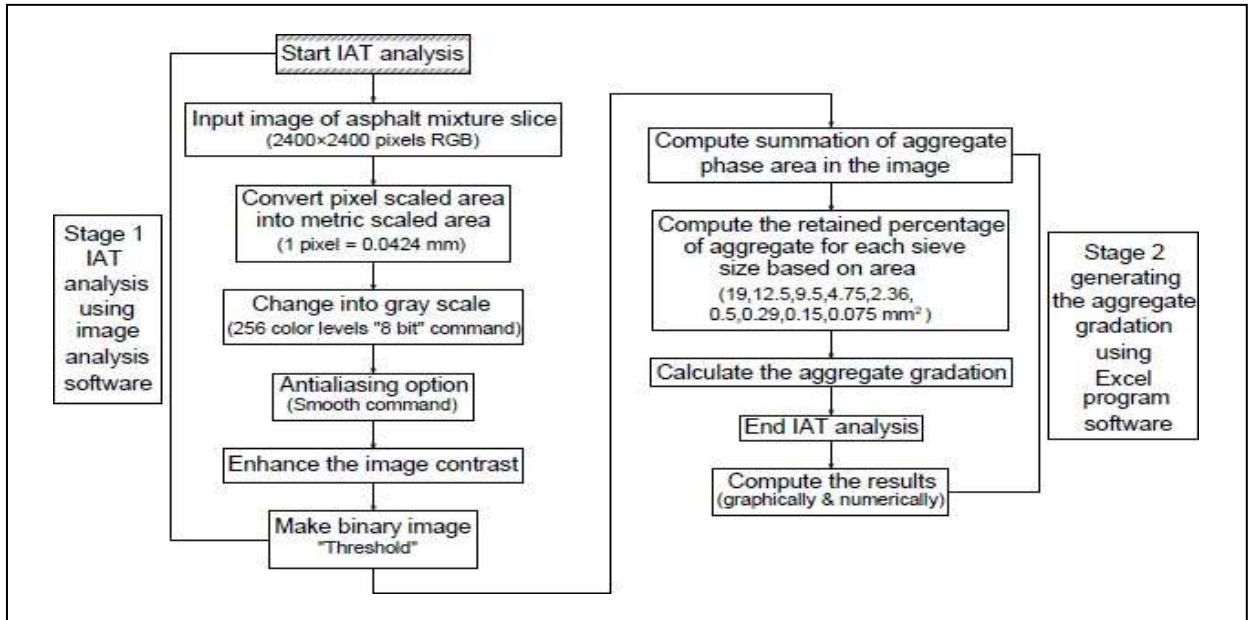 Start IAT analysis
Input image of asphalt mixture slice
(2400×2400 pixels RGB)
Convert pixel scaled area
into metric scaled area
(1 pixel = 0.0424 mm)
Change into gray scale
(256 color levels "8 bit" command)
Antialiasing option
(Smooth command)
Enhance the image contrast
Make binary image
"Threshold"
Stage 1
IAT
analysis
using
image
analysis
software
Compute summation of aggregate
phase area in the image
Compute the retained percentage
of aggregate for each sieve
size based on area
(19,12.5,9.5,4.75,2.36,
0.5,0.29,0.15,0.075 mm²)
Calculate the aggregate gradation
End IAT analysis
Compute the results
(graphically & numerically)
Stage 2
generating
the aggregate
gradation
using
Excel
program
software